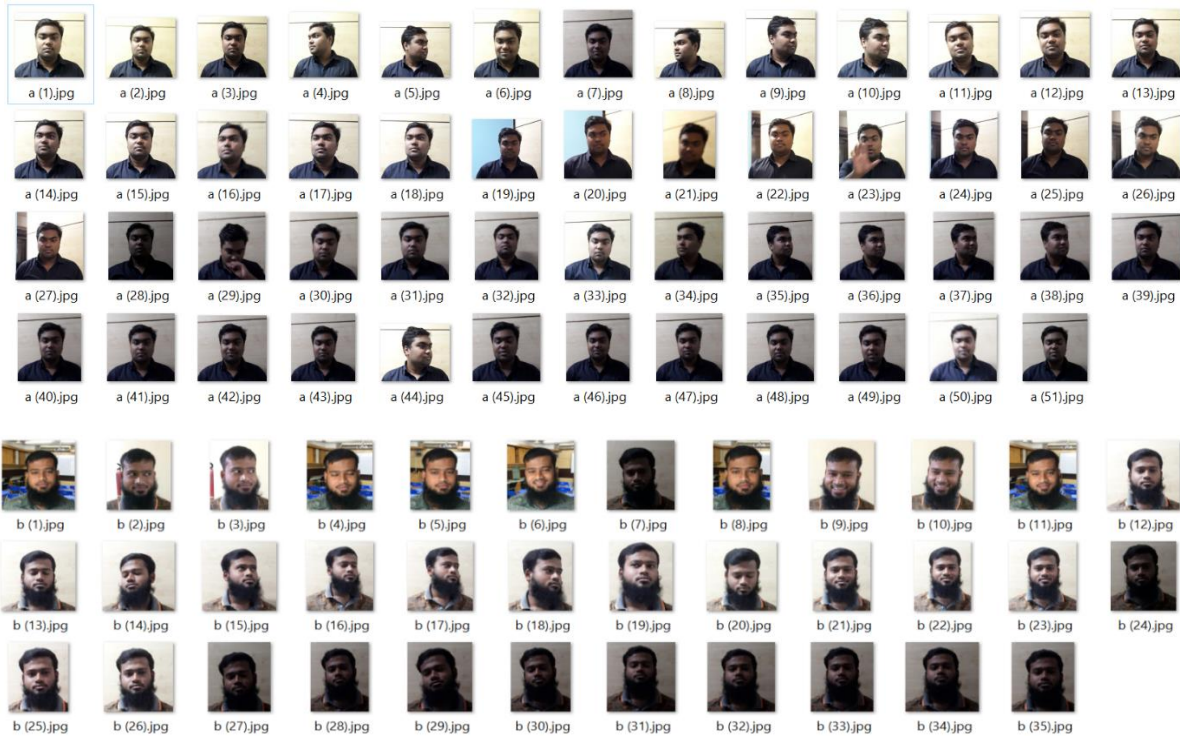 a (1).jpg a (2).jpg a (3).jpg a (4).jpg a (5).jpg a (6).jpg a (7).jpg a (8).jpg a (9).jpg a (10).jpg a (11).jpg a (12).jpg a (13).jpg
a (14).jpg a (15).jpg a (16).jpg a (17).jpg a (18).jpg a (19).jpg a (20).jpg a (21).jpg a (22).jpg a (23).jpg a (24).jpg a (25).jpg a (26).jpg
a (27).jpg a (28).jpg a (29).jpg a (30).jpg a (31).jpg a (32).jpg a (33).jpg a (34).jpg a (35).jpg a (36).jpg a (37).jpg a (38).jpg a (39).jpg
a (40).jpg a (41).jpg a (42).jpg a (43).jpg a (44).jpg a (45).jpg a (46).jpg a (47).jpg a (48).jpg a (49).jpg a (50).jpg a (51).jpg
b (1).jpg b (2).jpg b (3).jpg b (4).jpg b (5).jpg b (6).jpg b (7).jpg b (8).jpg b (9).jpg b (10).jpg b (11).jpg b (12).jpg
b (13).jpg b (14).jpg b (15).jpg b (16).jpg b (17).jpg b (18).jpg b (19).jpg b (20).jpg b (21).jpg b (22).jpg b (23).jpg b (24).jpg
b (25).jpg b (26).jpg b (27).jpg b (28).jpg b (29).jpg b (30).jpg b (31).jpg b (32).jpg b (33).jpg b (34).jpg b (35).jpg